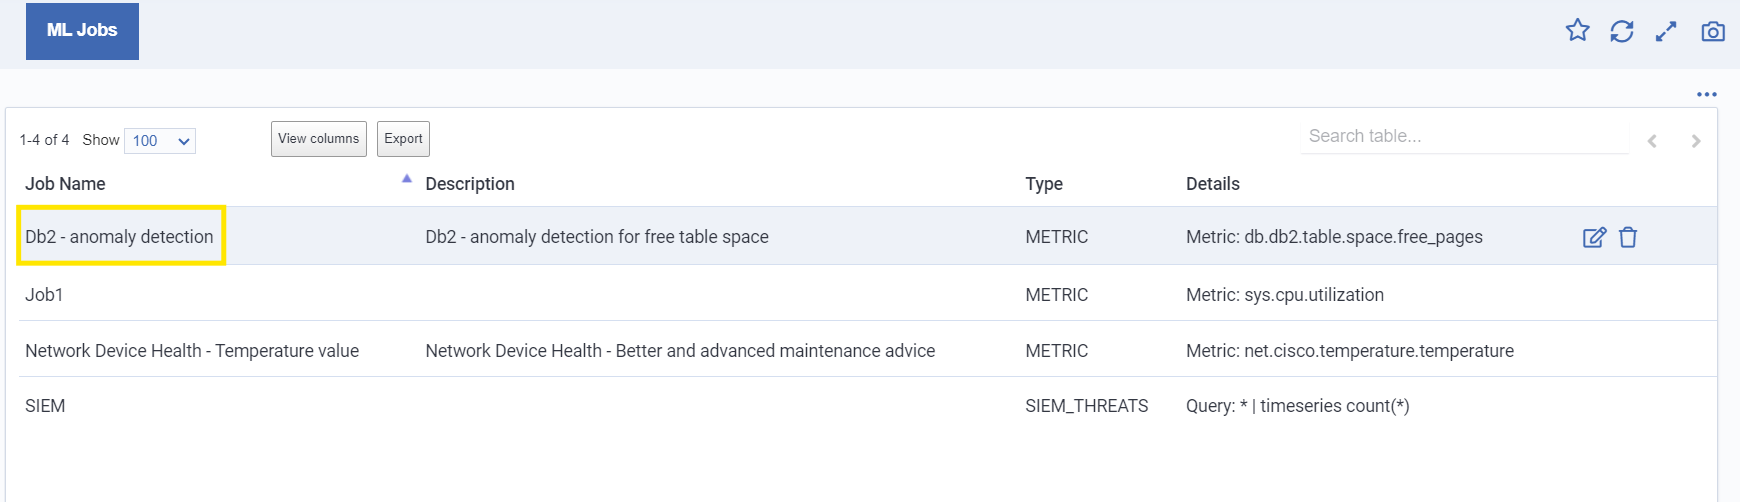 ML Jobs
1-4 of 4 Show 100 View columns Export Search table...
Job Name Description Type Details
Db2 - anomaly detection Db2 - anomaly detection for free table space METRIC Metric: db.db2.table.space.free_pages
Job1 METRIC Metric: sys.cpu.utilization
Network Device Health - Temperature value Network Device Health - Better and advanced maintenance advice METRIC Metric: net.cisco.temperature.temperature
SIEM SIEM_THREATS Query: * | timeseries count(*)